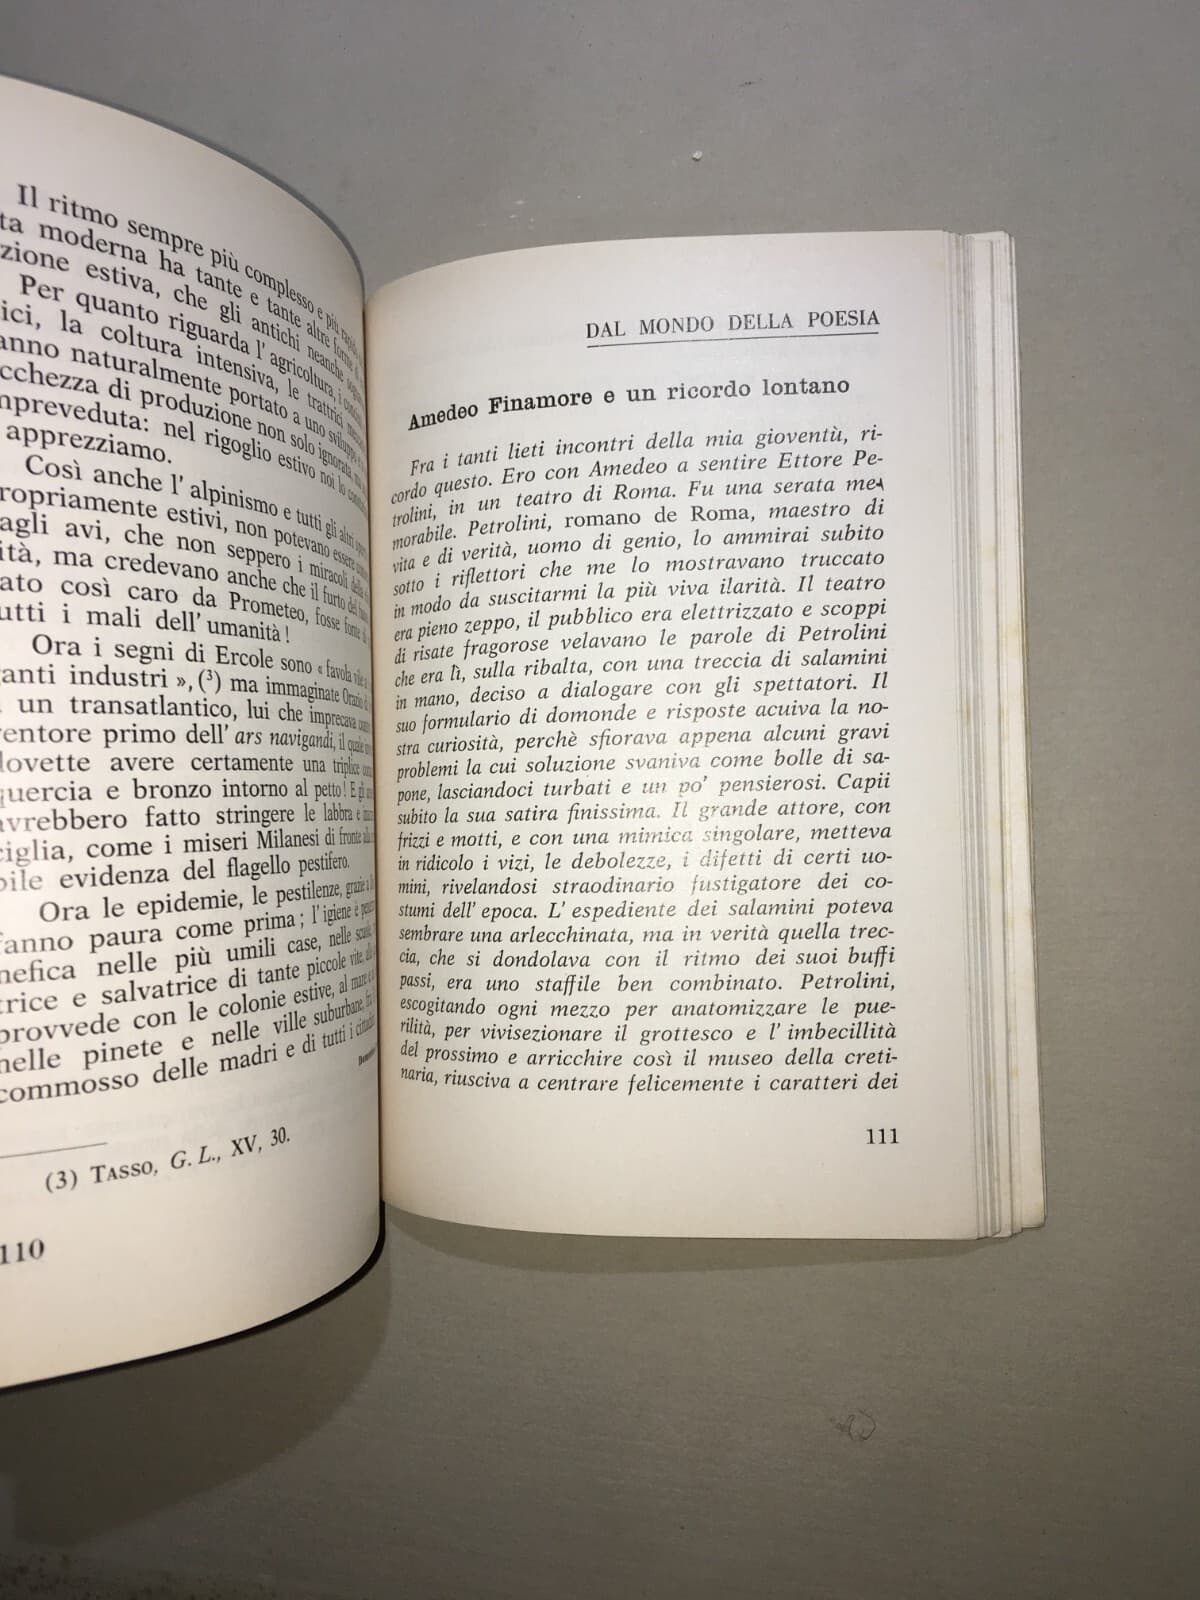 Il ritmo sempre più complesso e più
ta moderna ha tante e tante altre forme di
zione estiva, che gli antichi neanche
Per quanto riguarda l' agricoltura, i
ici, la coltura intensiva, le trattrici
anno naturalmente portato a uno sviluppo e
cchezza di produzione non solo ignorata, ma
mpreveduta: nel rigoglio estivo noi lo
apprezziamo.
Così anche l' alpinismo e tutti gli altri
ropriamente estivi, non potevano essere
agli avi, che non seppero i miracoli della
ità, ma credevano anche che il furto del
ato così caro da Prometeo, fosse fonte di
utti i mali dell' umanità !
Ora i segni di Ercole sono « favola vile a
anti industri », (3) ma immaginate Orazio
un transatlantico, lui che imprecava
entore primo dell' ars navigandi, il quale
dovette avere certamente una triplice
quercia e bronzo intorno al petto! E gli
avrebbero fatto stringere le labbra e
ciglia, come i miseri Milanesi di fronte alla
bile evidenza del flagello pestifero.
Ora le epidemie, le pestilenze, grazie a
fanno paura come prima ; l' igiene è
nefica nelle più umili case, nelle
trice e salvatrice di tante piccole vite,
provvede con le colonie estive, al mare e
nelle pinete e nelle ville suburbane,
commosso delle madri e di tutti i
(3) TASSO, G. L., XV, 30.
110
DAL MONDO DELLA POESIA
Amedeo Finamore e un ricordo lontano
Fra i tanti lieti incontri della mia gioventù, ri-
cordo questo. Ero con Amedeo a sentire Ettore Pe-
trolini, in un teatro di Roma. Fu una serata me-
morabile. Petrolini, romano de Roma, maestro di
vita e di verità, uomo di genio, lo ammirai subito
sotto i riflettori che me lo mostravano truccato
in modo da suscitarmi la più viva ilarità. Il teatro
era pieno zeppo, il pubblico era elettrizzato e scoppi
di risate fragorose velavano le parole di Petrolini
che era lì, sulla ribalta, con una treccia di salamini
in mano, deciso a dialogare con gli spettatori. Il
suo formulario di domonde e risposte acuiva la no-
stra curiosità, perchè sfiorava appena alcuni gravi
problemi la cui soluzione svaniva come bolle di sa-
pone, lasciandoci turbati e un po' pensierosi. Capii
subito la sua satira finissima. Il grande attore, con
frizzi e motti, e con una mimica singolare, metteva
in ridicolo i vizi, le debolezze, i difetti di certi uo-
mini, rivelandosi straodinario fustigatore dei co-
stumi dell' epoca. L' espediente dei salamini poteva
sembrare una arlecchinata, ma in verità quella trec-
cia, che si dondolava con il ritmo dei suoi buffi
passi, era uno staffile ben combinato. Petrolini,
escogitando ogni mezzo per anatomizzare le pue-
rilità, per vivisezionare il grottesco e l' imbecillità
del prossimo e arricchire così il museo della creti-
naria, riusciva a centrare felicemente i caratteri dei
111